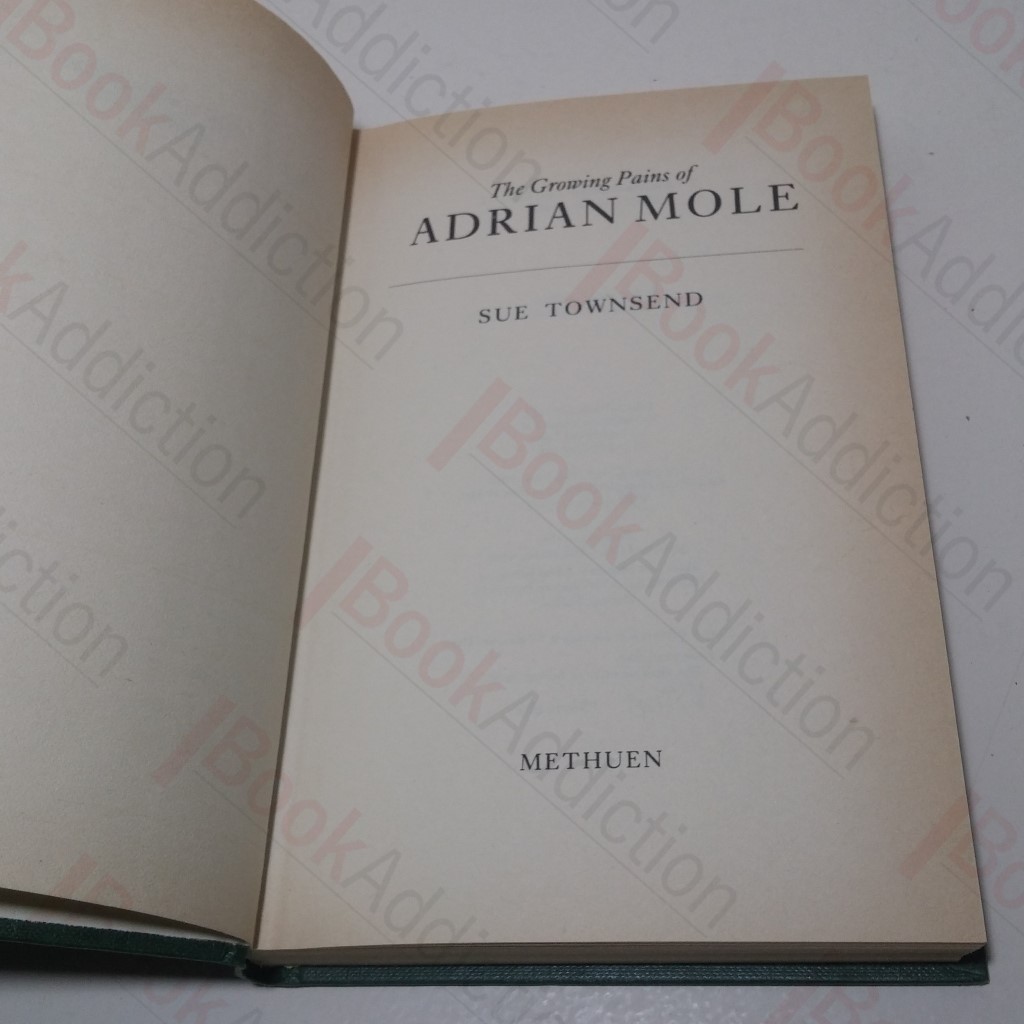 The Growing Pains of
ADRIAN MOLE
SUE TOWNSEND
METHUEN
BookAddiction